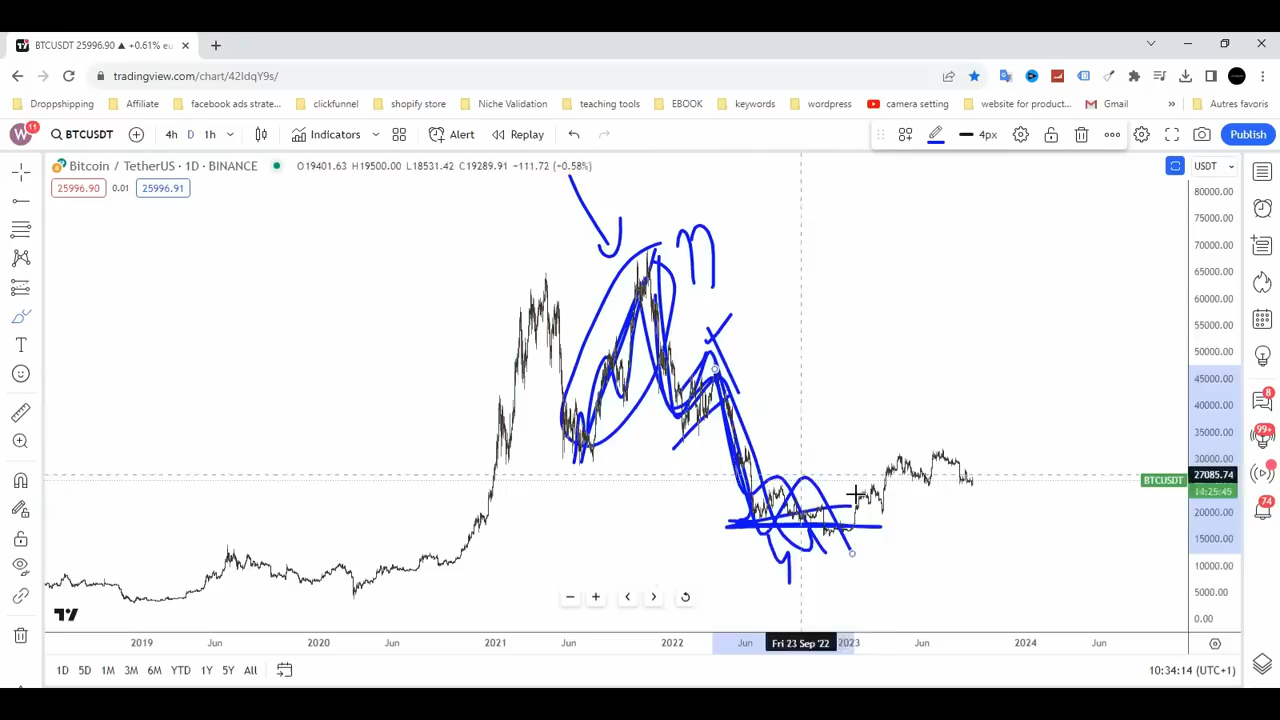 BTCUSDT 25996.90 ▲ +0.61% eu
tradingview.com/chart/42ldqY9s/
Droppshipping
Affiliate
facebook ads strate...
clickfunnel
shopify store
Niche Validation
teaching tools
EBOOK
keywords
wordpress
camera setting
website for product...
Gmail
»
Autres favoris
W
11
BTCUSDT
4h D 1h
Indicators
Alert
Replay
4px
Publish
Bitcoin / TetherUS · 1D · BINANCE
O19401.63 H19500.00 L18531.42 C19289.91 −111.72 (−0.58%)
USDT
25996.90
0.01
25996.91
80000.00
75000.00
70000.00
65000.00
60000.00
55000.00
50000.00
45000.00
40000.00
35000.00
30000.00
BTCUSDT
27085.74
14:25:45
20000.00
15000.00
10000.00
5000.00
0.00
8
99+
74
2019
Jun
2020
Jun
2021
Jun
2022
Jun
Fri 23 Sep '22
2023
Jun
2024
Jun
1D 5D 1M 3M 6M YTD 1Y 5Y All
10:34:14 (UTC+1)